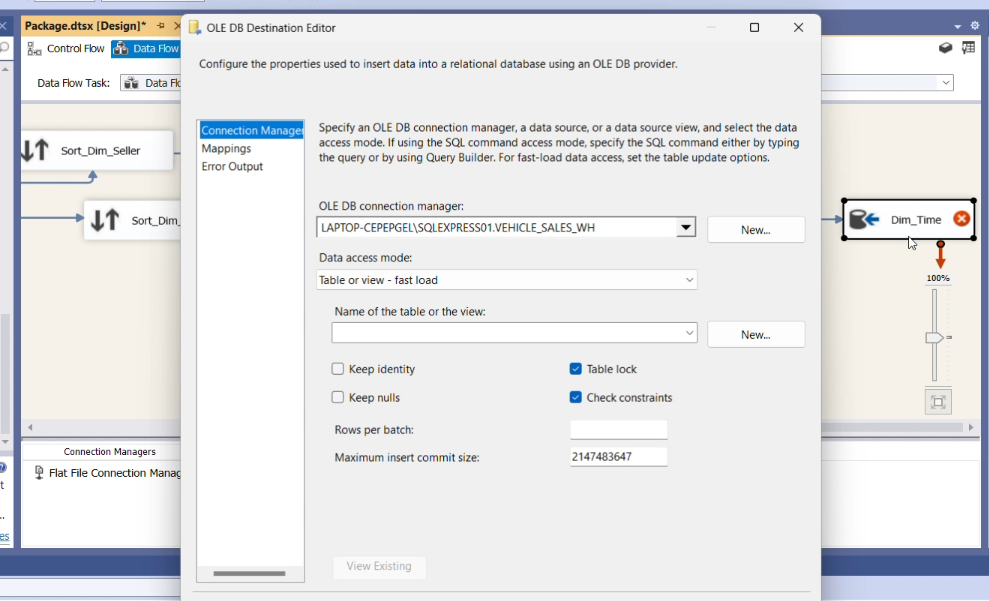 Package.dtsx [Design]*
OLE DB Destination Editor
Control Flow
Data Flow
Configure the properties used to insert data into a relational database using an OLE DB provider.
Data Flow Task:
Data Flo
Connection Manager
Mappings
Error Output
Specify an OLE DB connection manager, a data source, or a data source view, and select the data
access mode. If using the SQL command access mode, specify the SQL command either by typing
the query or by using Query Builder. For fast-load data access, set the table update options.
Sort_Dim_Seller
Sort_Dim_
OLE DB connection manager:
LAPTOP-CEPEPGEL\SQLEXPRESS01.VEHICLE_SALES_WH
New...
Data access mode:
Table or view - fast load
Name of the table or the view:
New...
Keep identity
Table lock
Keep nulls
Check constraints
Rows per batch:
Maximum insert commit size:
2147483647
View Existing
Dim_Time
100%
Connection Managers
Flat File Connection Manag
t
..
es